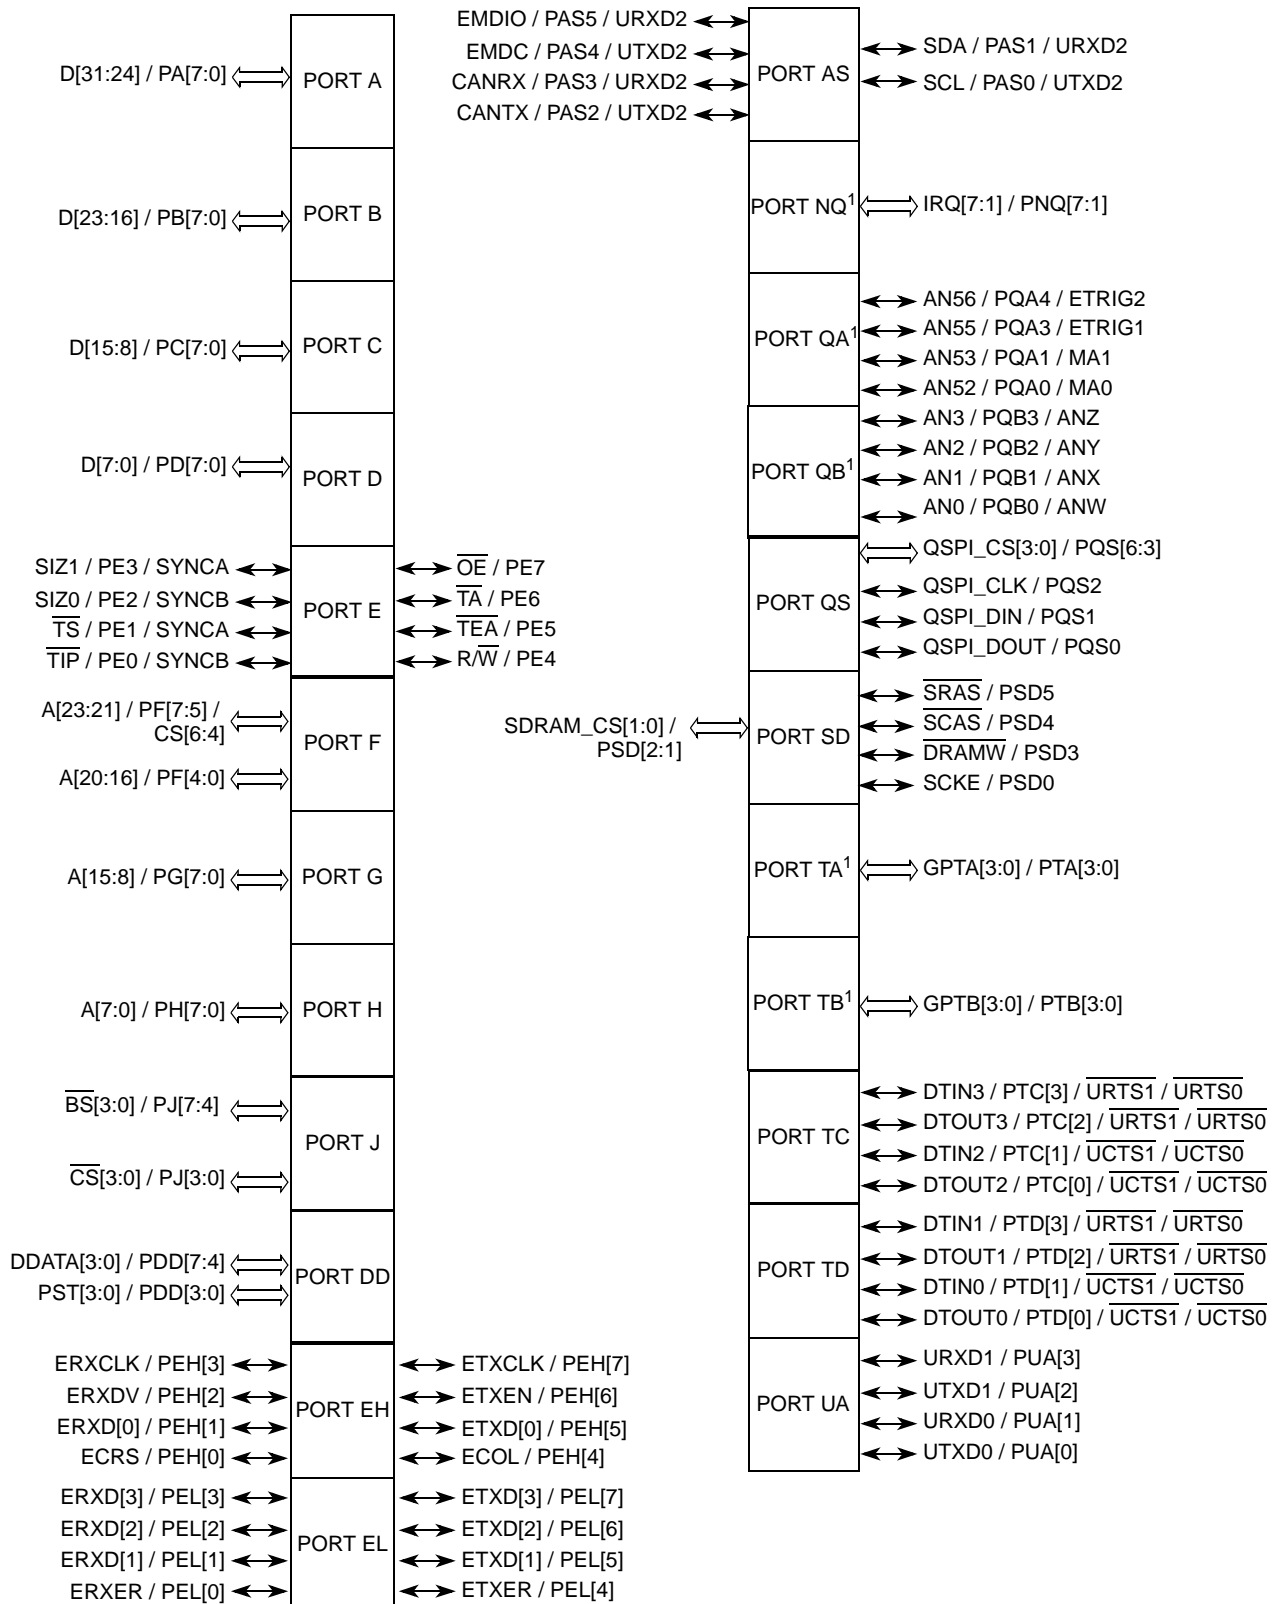 D[31:24] / PA[7:0]
PORT A
D[23:16] / PB[7:0]
PORT B
D[15:8] / PC[7:0]
PORT C
D[7:0] / PD[7:0]
PORT D
SIZ1 / PE3 / SYNCA
SIZ0 / PE2 / SYNCB
TS / PE1 / SYNCA
TIP / PE0 / SYNCB
PORT E
OE / PE7
TA / PE6
TEA / PE5
R/W / PE4
A[23:21] / PF[7:5] /
CS[6:4]
A[20:16] / PF[4:0]
PORT F
A[15:8] / PG[7:0]
PORT G
A[7:0] / PH[7:0]
PORT H
BS[3:0] / PJ[7:4]
CS[3:0] / PJ[3:0]
PORT J
DDATA[3:0] / PDD[7:4]
PST[3:0] / PDD[3:0]
PORT DD
ERXCLK / PEH[3]
ERXDV / PEH[2]
ERXD[0] / PEH[1]
ECRS / PEH[0]
PORT EH
ETXCLK / PEH[7]
ETXEN / PEH[6]
ETXD[0] / PEH[5]
ECOL / PEH[4]
ERXD[3] / PEL[3]
ERXD[2] / PEL[2]
ERXD[1] / PEL[1]
ERXER / PEL[0]
PORT EL
ETXD[3] / PEL[7]
ETXD[2] / PEL[6]
ETXD[1] / PEL[5]
ETXER / PEL[4]
EMDIO / PAS5 / URXD2
EMDC / PAS4 / UTXD2
CANRX / PAS3 / URXD2
CANTX / PAS2 / UTXD2
PORT AS
SDA / PAS1 / URXD2
SCL / PAS0 / UTXD2
PORT NQ1
IRQ[7:1] / PNQ[7:1]
PORT QA1
AN56 / PQA4 / ETRIG2
AN55 / PQA3 / ETRIG1
AN53 / PQA1 / MA1
AN52 / PQA0 / MA0
PORT QB1
AN3 / PQB3 / ANZ
AN2 / PQB2 / ANY
AN1 / PQB1 / ANX
AN0 / PQB0 / ANW
PORT QS
QSPI_CS[3:0] / PQS[6:3]
QSPI_CLK / PQS2
QSPI_DIN / PQS1
QSPI_DOUT / PQS0
SDRAM_CS[1:0] /
PSD[2:1]
PORT SD
SRAS / PSD5
SCAS / PSD4
DRAMW / PSD3
SCKE / PSD0
PORT TA1
GPTA[3:0] / PTA[3:0]
PORT TB1
GPTB[3:0] / PTB[3:0]
PORT TC
DTIN3 / PTC[3] / URTS1 / URTS0
DTOUT3 / PTC[2] / URTS1 / URTS0
DTIN2 / PTC[1] / UCTS1 / UCTS0
DTOUT2 / PTC[0] / UCTS1 / UCTS0
PORT TD
DTIN1 / PTD[3] / URTS1 / URTS0
DTOUT1 / PTD[2] / URTS1 / URTS0
DTIN0 / PTD[1] / UCTS1 / UCTS0
DTOUT0 / PTD[0] / UCTS1 / UCTS0
PORT UA
URXD1 / PUA[3]
UTXD1 / PUA[2]
URXD0 / PUA[1]
UTXD0 / PUA[0]